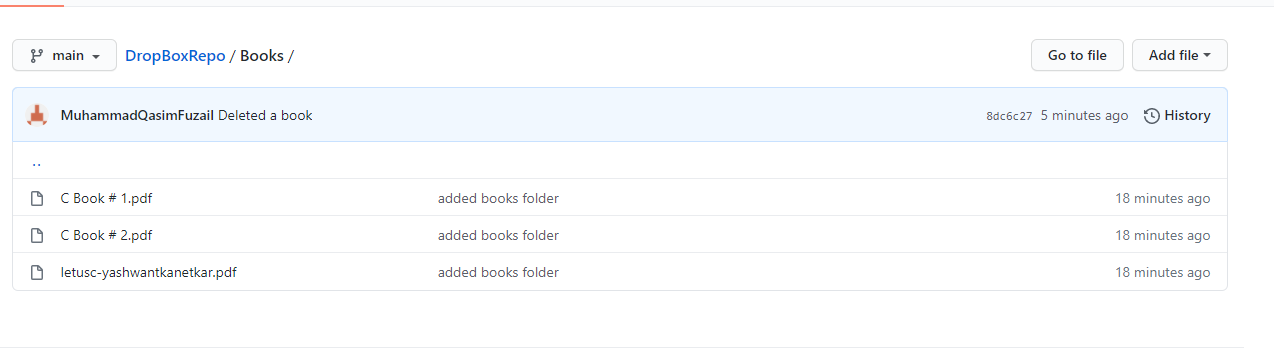 main DropBoxRepo / Books / Go to file Add file
MuhammadQasimFuzail Deleted a book 8dc6c27 5 minutes ago History
..
C Book # 1.pdf added books folder 18 minutes ago
C Book # 2.pdf added books folder 18 minutes ago
letusc-yashwantkanetkar.pdf added books folder 18 minutes ago